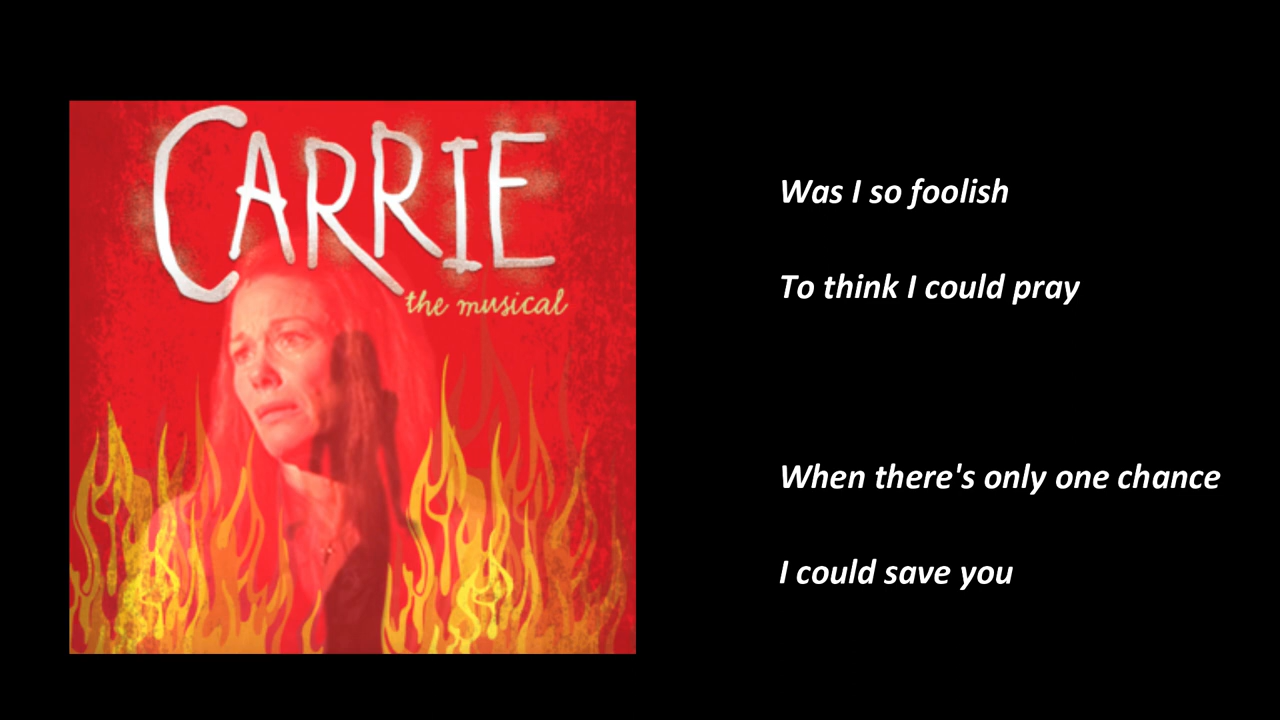 CARRIE
the musical
Was I so foolish
To think I could pray
When there's only one chance
I could save you